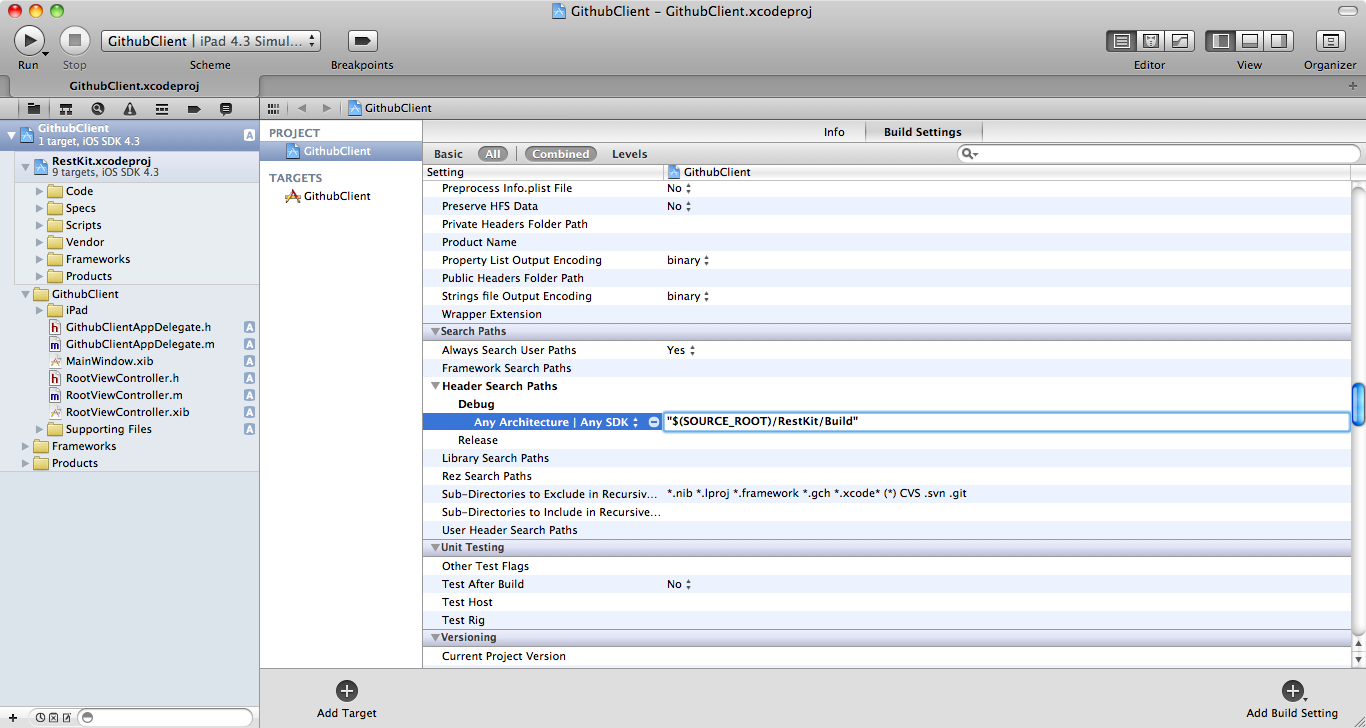 GithubClient – GithubClient.xcodeproj
GithubClient | iPad 4.3 Simul...
Run
Stop
Scheme
Breakpoints
Editor
View
Organizer
GithubClient.xcodeproj
GithubClient
1 target, iOS SDK 4.3
A
RestKit.xcodeproj
9 targets, iOS SDK 4.3
Code
Specs
Scripts
Vendor
Frameworks
Products
GithubClient
iPad
h GithubClientAppDelegate.h A
m GithubClientAppDelegate.m A
MainWindow.xib A
h RootViewController.h A
m RootViewController.m A
RootViewController.xib A
Supporting Files A
Frameworks
Products
GithubClient
PROJECT
GithubClient
TARGETS
GithubClient
Info
Build Settings
Basic All Combined Levels
Setting GithubClient
Preprocess Info.plist File No
Preserve HFS Data No
Private Headers Folder Path
Product Name
Property List Output Encoding binary
Public Headers Folder Path
Strings file Output Encoding binary
Wrapper Extension
Search Paths
Always Search User Paths Yes
Framework Search Paths
Header Search Paths
Debug
Any Architecture | Any SDK "$(SOURCE_ROOT)/RestKit/Build"
Release
Library Search Paths
Rez Search Paths
Sub-Directories to Exclude in Recursiv... *.nib *.lproj *.framework *.gch *.xcode* (*) CVS .svn .git
Sub-Directories to Include in Recursive...
User Header Search Paths
Unit Testing
Other Test Flags
Test After Build No
Test Host
Test Rig
Versioning
Current Project Version
Add Target
Add Build Setting